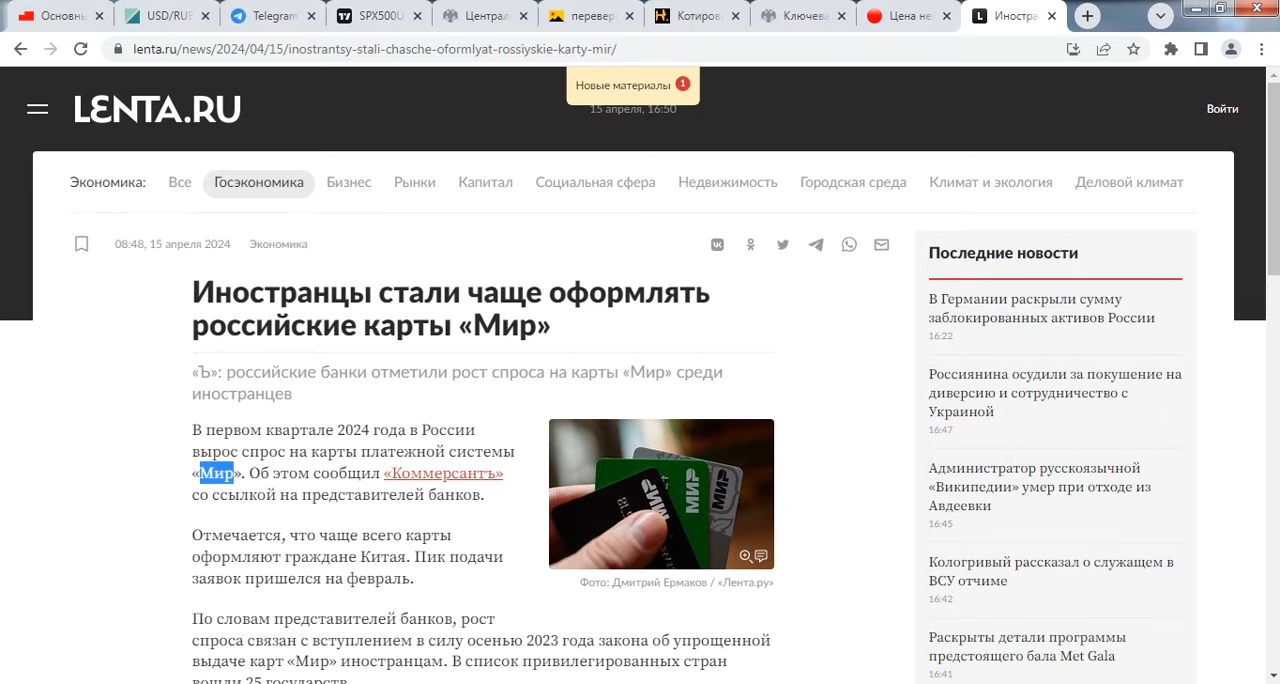 Основны
USD/RUB
Telegram
SPX500U
Централ
перевер
Котиров
Ключева
Цена не
Иностра
lenta.ru/news/2024/04/15/inostrantsy-stali-chasche-oformlyat-rossiyskie-karty-mir/
Новые материалы 1
LENTA.RU
15 апреля, 16:50
Войти
Экономика: Все Госэкономика Бизнес Рынки Капитал Социальная сфера Недвижимость Городская среда Климат и экология Деловой климат
08:48, 15 апреля 2024 Экономика
Иностранцы стали чаще оформлять
российские карты «Мир»
«Ъ»: российские банки отметили рост спроса на карты «Мир» среди
иностранцев
В первом квартале 2024 года в России
вырос спрос на карты платежной системы
«Мир». Об этом сообщил «Коммерсантъ»
со ссылкой на представителей банков.
Отмечается, что чаще всего карты
оформляют граждане Китая. Пик подачи
заявок пришелся на февраль.
МИР
МИР
МИР
Фото: Дмитрий Ермаков / «Лента.ру»
По словам представителей банков, рост
спроса связан с вступлением в силу осенью 2023 года закона об упрощенной
выдаче карт «Мир» иностранцам. В список привилегированных стран
вошли 25 государств.
Последние новости
В Германии раскрыли сумму
заблокированных активов России
16:22
Россиянина осудили за покушение на
диверсию и сотрудничество с
Украиной
16:47
Администратор русскоязычной
«Википедии» умер при отходе из
Авдеевки
16:45
Кологривый рассказал о служащем в
ВСУ отчиме
16:42
Раскрыты детали программы
предстоящего бала Met Gala
16:41